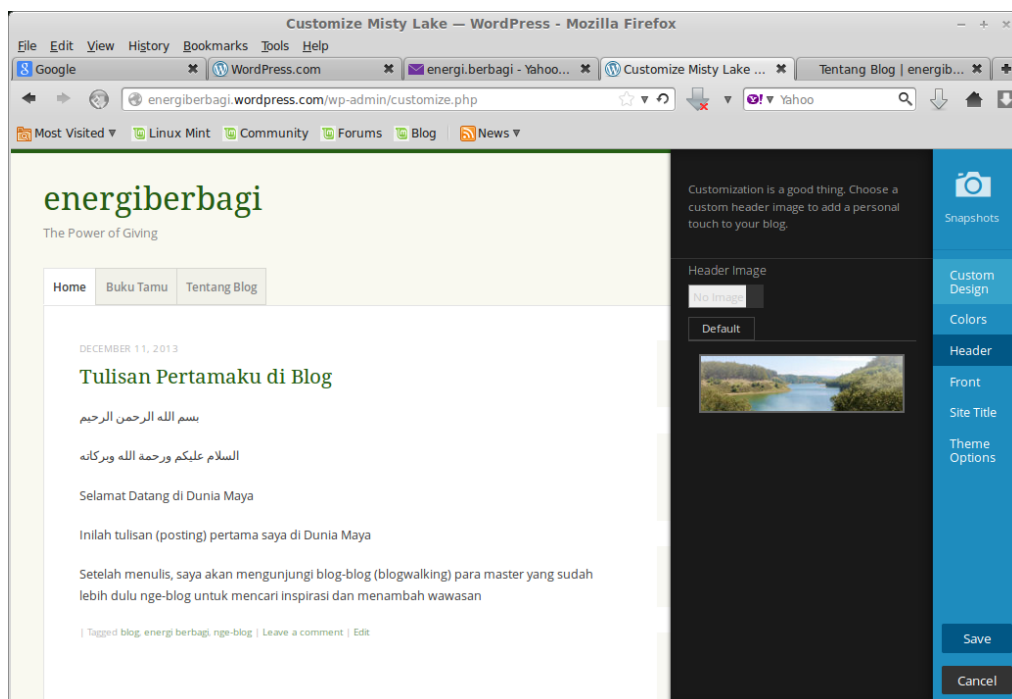 Customize Misty Lake — WordPress - Mozilla Firefox
File Edit View History Bookmarks Tools Help
Google WordPress.com energi.berbagi - Yahoo... Customize Misty Lake ... Tentang Blog | energib...
energiberbagi.wordpress.com/wp-admin/customize.php Yahoo
Most Visited Linux Mint Community Forums Blog News
energiberbagi
The Power of Giving
Home Buku Tamu Tentang Blog
DECEMBER 11, 2013
Tulisan Pertamaku di Blog
بسم الله الرحمن الرحيم
السلام عليكم ورحمة الله وبركاته
Selamat Datang di Dunia Maya
Inilah tulisan (posting) pertama saya di Dunia Maya
Setelah menulis, saya akan mengunjungi blog-blog (blogwalking) para master yang sudah
lebih dulu nge-blog untuk mencari inspirasi dan menambah wawasan
| Tagged blog, energi berbagi, nge-blog | Leave a comment | Edit
Customization is a good thing. Choose a
custom header image to add a personal
touch to your blog.
Header Image
No Image
Default
Snapshots
Custom
Design
Colors
Header
Front
Site Title
Theme
Options
Save
Cancel